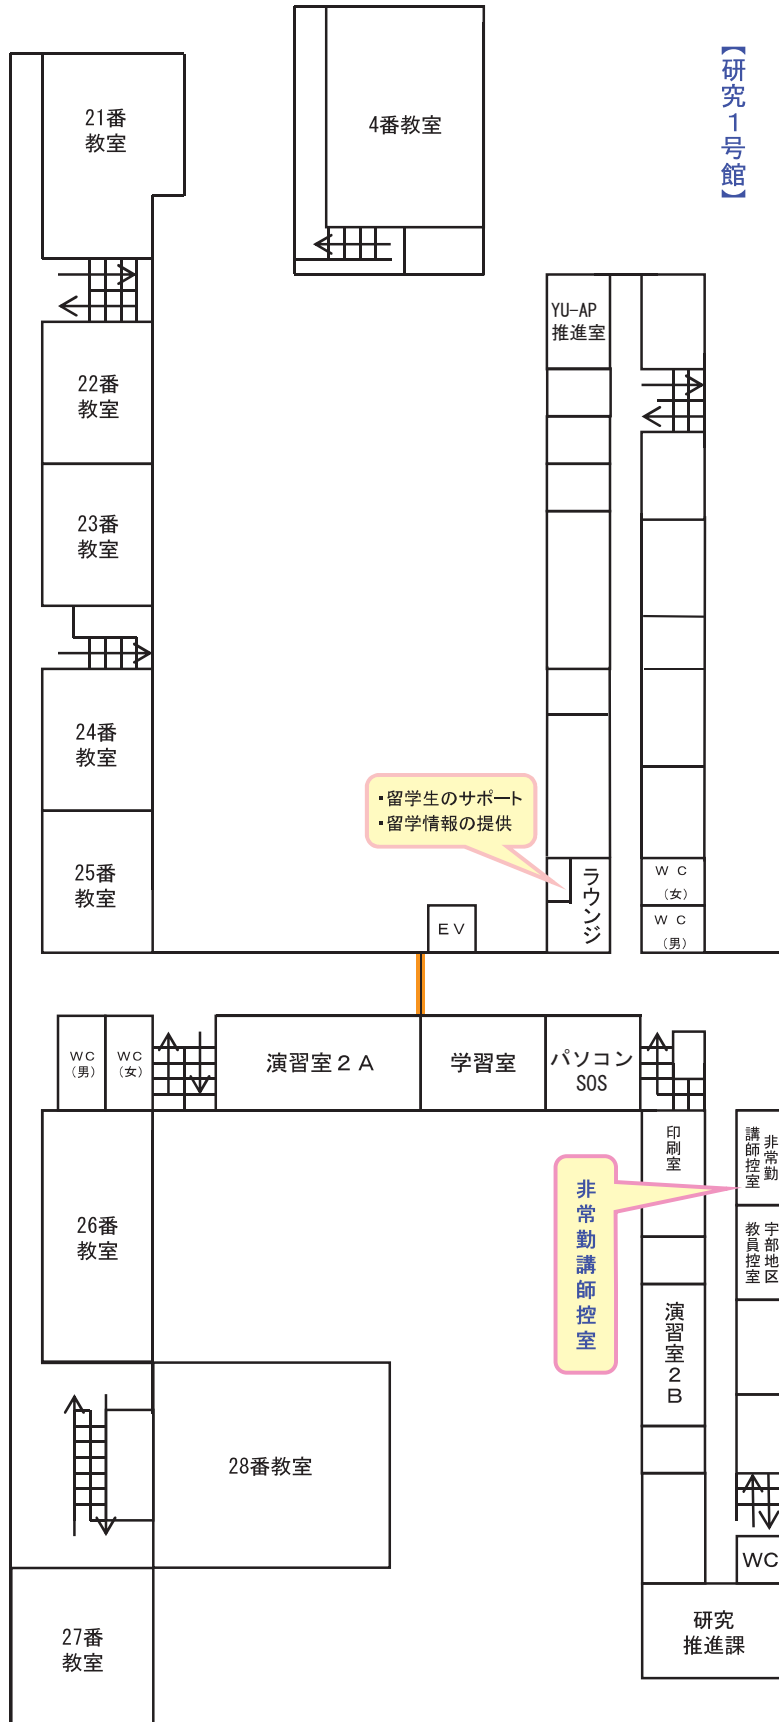 【研究１号館】
21番
教室
4番教室
YU-AP
推進室
22番
教室
23番
教室
24番
教室
・留学生のサポート
・留学情報の提供
25番
教室
ラウンジ
ＷＣ
(女)
ＷＣ
(男)
ＥＶ
ＷＣ
(男)
ＷＣ
(女)
演習室２Ａ
学習室
パソコン
SOS
印刷室
非常勤
講師控室
非常勤講師控室
26番
教室
宇部地区
教員控室
演習室２Ｂ
28番教室
WC
27番
教室
研究
推進課